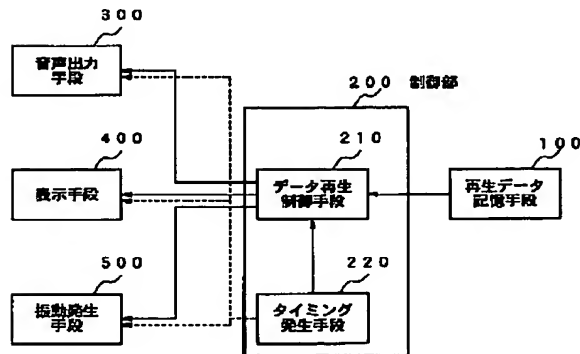 300
音声出力
手段
200 制御部
400
表示手段
210
データ再生
制御手段
100
再生データ
記憶手段
500
振動発生
手段
220
タイミング
発生手段